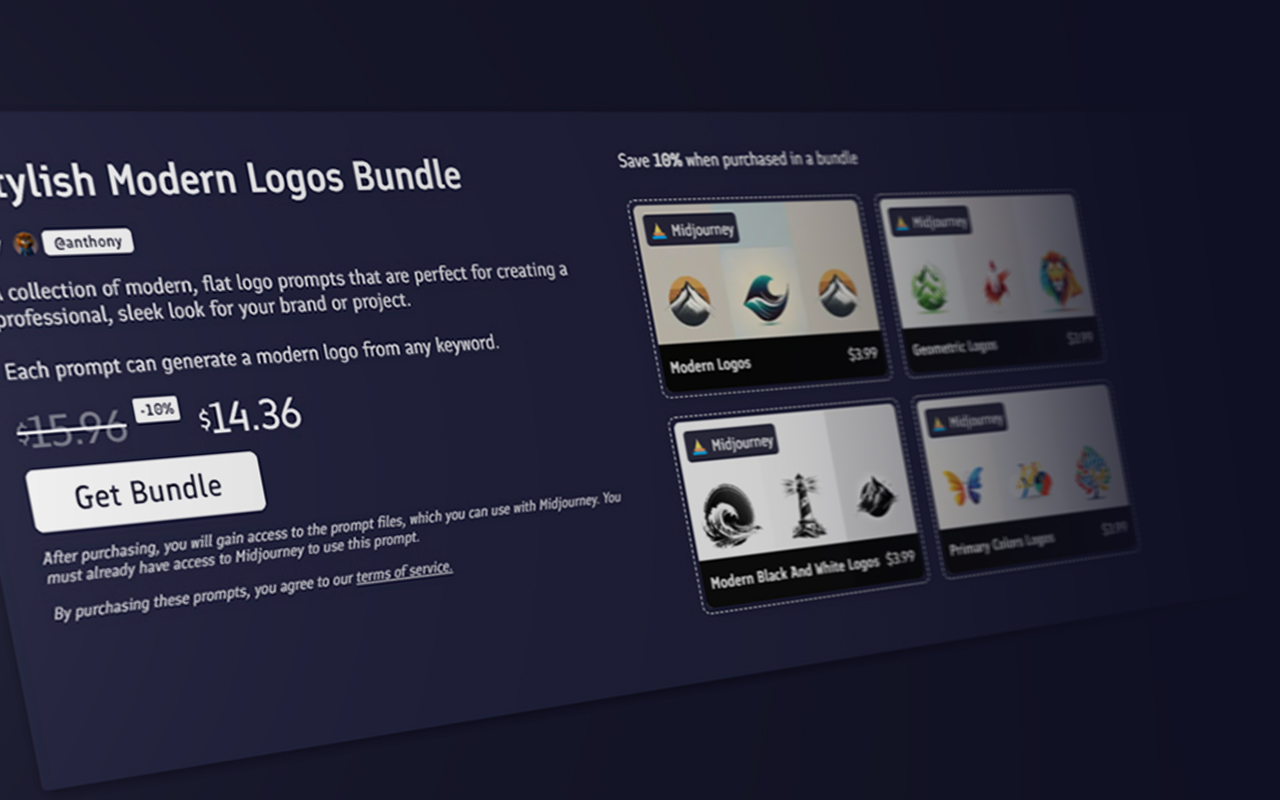 tylish Modern Logos Bundle
@anthony
A collection of modern, flat logo prompts that are perfect for creating a
professional, sleek look for your brand or project.
Each prompt can generate a modern logo from any keyword.
$15.96 -10% $14.36
Get Bundle
After purchasing, you will gain access to the prompt files, which you can use with Midjourney. You
must already have access to Midjourney to use this prompt.
By purchasing these prompts, you agree to our terms of service.
Save 10% when purchased in a bundle
Midjourney
Modern Logos $3.99
Midjourney
Geometric Logos $3.99
Midjourney
Modern Black And White Logos $3.99
Midjourney
Primary Colors Logos $3.99